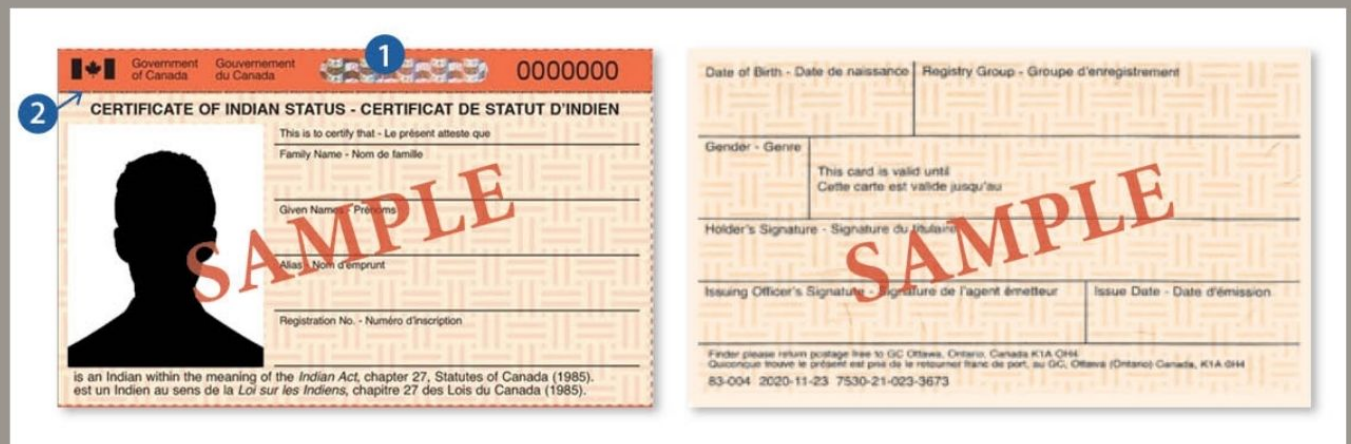 1
Government of Canada
Gouvernement du Canada
0000000
2
CERTIFICATE OF INDIAN STATUS - CERTIFICAT DE STATUT D'INDIEN
This is to certify that - Le présent atteste que
Family Name - Nom de famille
Given Names - Prénoms
Alias - Nom d'emprunt
Registration No. - Numéro d'inscription
SAMPLE
is an Indian within the meaning of the Indian Act, chapter 27, Statutes of Canada (1985).
est un Indien au sens de la Loi sur les Indiens, chapitre 27 des Lois du Canada (1985).
Date of Birth - Date de naissance
Registry Group - Groupe d'enregistrement
Gender - Genre
This card is valid until
Cette carte est valide jusqu'au
Holder's Signature - Signature du titulaire
SAMPLE
Issuing Officer's Signature - Signature de l'agent émetteur
Issue Date - Date d'émission
Finder please return postage free to GC Ottawa, Ontario, Canada K1A 0H4
Quiconque trouve le présent est prié de le retourner franc de port, au GC, Ottawa (Ontario) Canada, K1A 0H4
83-004 2020-11-23 7530-21-023-3673